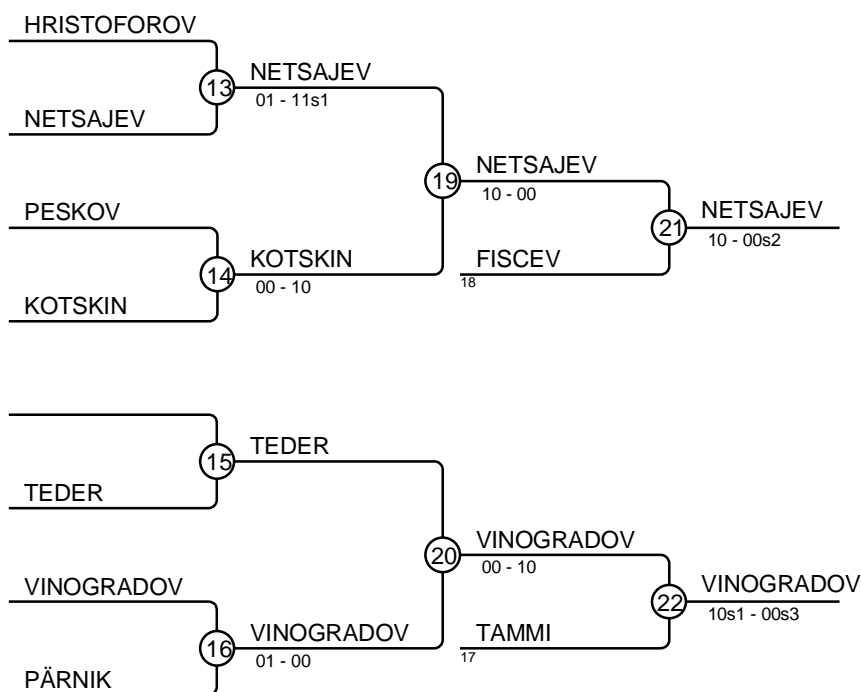 HRISTOFOROV
13
NETSAJEV
01 - 11s1
NETSAJEV
19
NETSAJEV
10 - 00
PESKOV
21
NETSAJEV
10 - 00s2
14
KOTSKIN
00 - 10
FISCEV
18
KOTSKIN
15
TEDER
TEDER
20
VINOGRADOV
00 - 10
VINOGRADOV
22
VINOGRADOV
10s1 - 00s3
16
VINOGRADOV
01 - 00
TAMMI
17
PÄRNIK